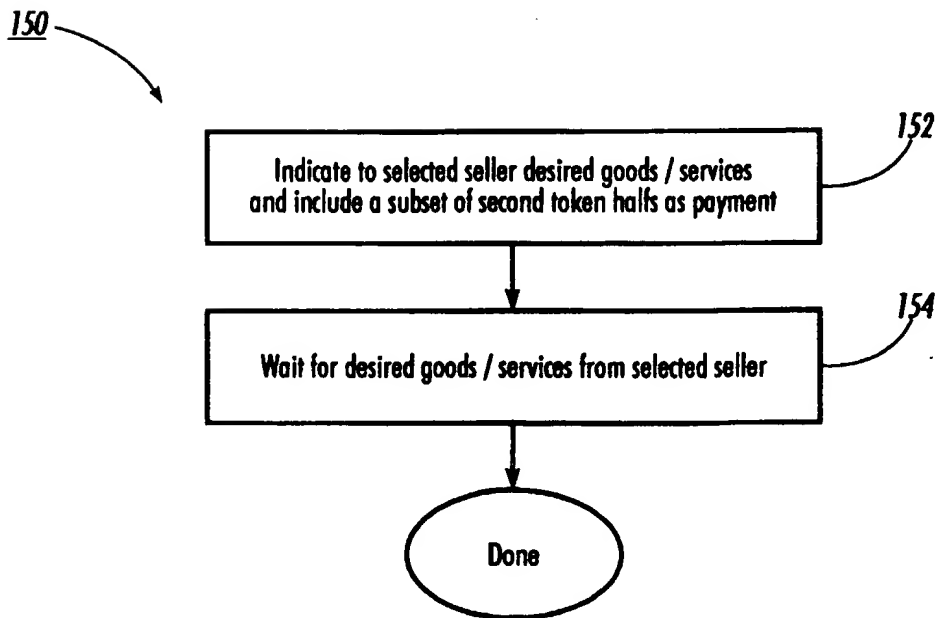 150
152
Indicate to selected seller desired goods / services
and include a subset of second token halfs as payment
154
Wait for desired goods / services from selected seller
Done